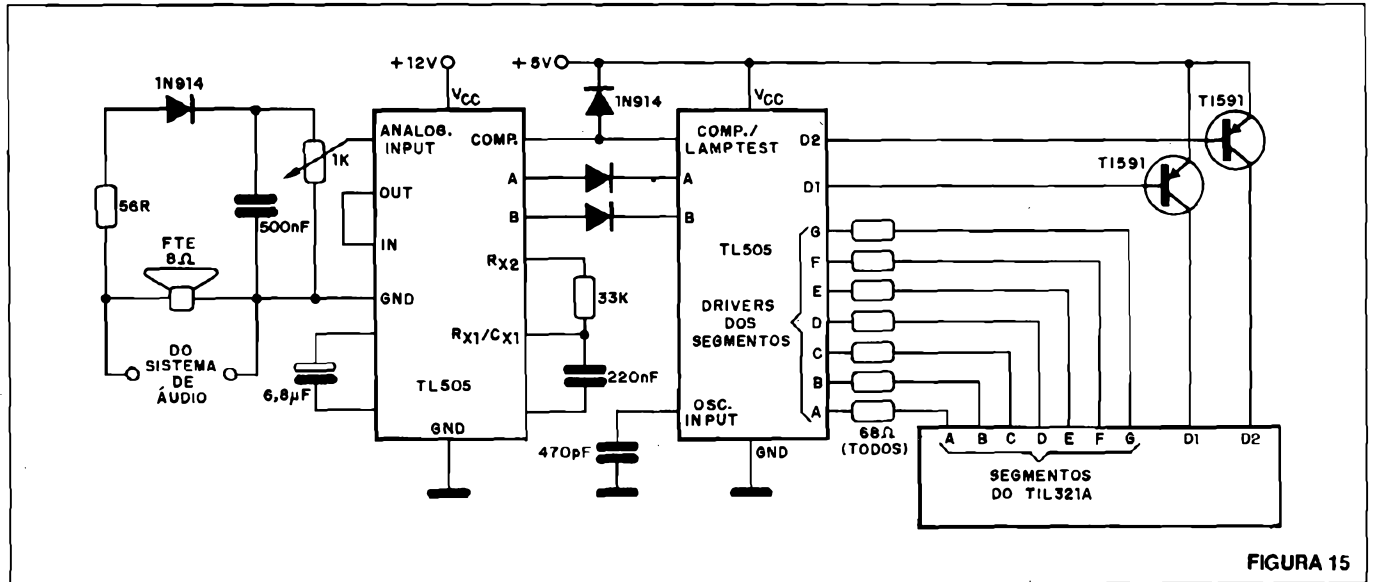 +12V
+5V
1N914
56R
500nF
1K
FTE
8Ω
DO
SISTEMA
DE
ÁUDIO
6,8µF
VCC
ANALOG.
INPUT
OUT
IN
GND
COMP.
A
B
RX2
RX1/CX1
TL505
GND
33K
220nF
1N914
VCC
COMP./
LAMPTEST
A
B
TL505
DRIVERS
DOS
SEGMENTOS
OSC.
INPUT
470pF
GND
D2
D1
G
F
E
D
C
B
A
68Ω
(TODOS)
TI591
TI591
A B C D E F G D1 D2
SEGMENTOS
DO TIL321A
FIGURA 15